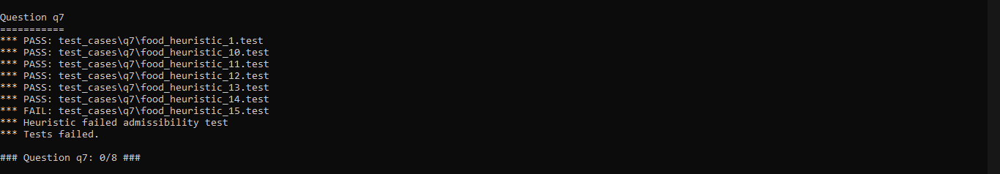 Question q7
===========
*** PASS: test_cases\q7\food_heuristic_1.test
*** PASS: test_cases\q7\food_heuristic_10.test
*** PASS: test_cases\q7\food_heuristic_11.test
*** PASS: test_cases\q7\food_heuristic_12.test
*** PASS: test_cases\q7\food_heuristic_13.test
*** PASS: test_cases\q7\food_heuristic_14.test
*** FAIL: test_cases\q7\food_heuristic_15.test
*** Heuristic failed admissibility test
*** Tests failed.
### Question q7: 0/8 ###